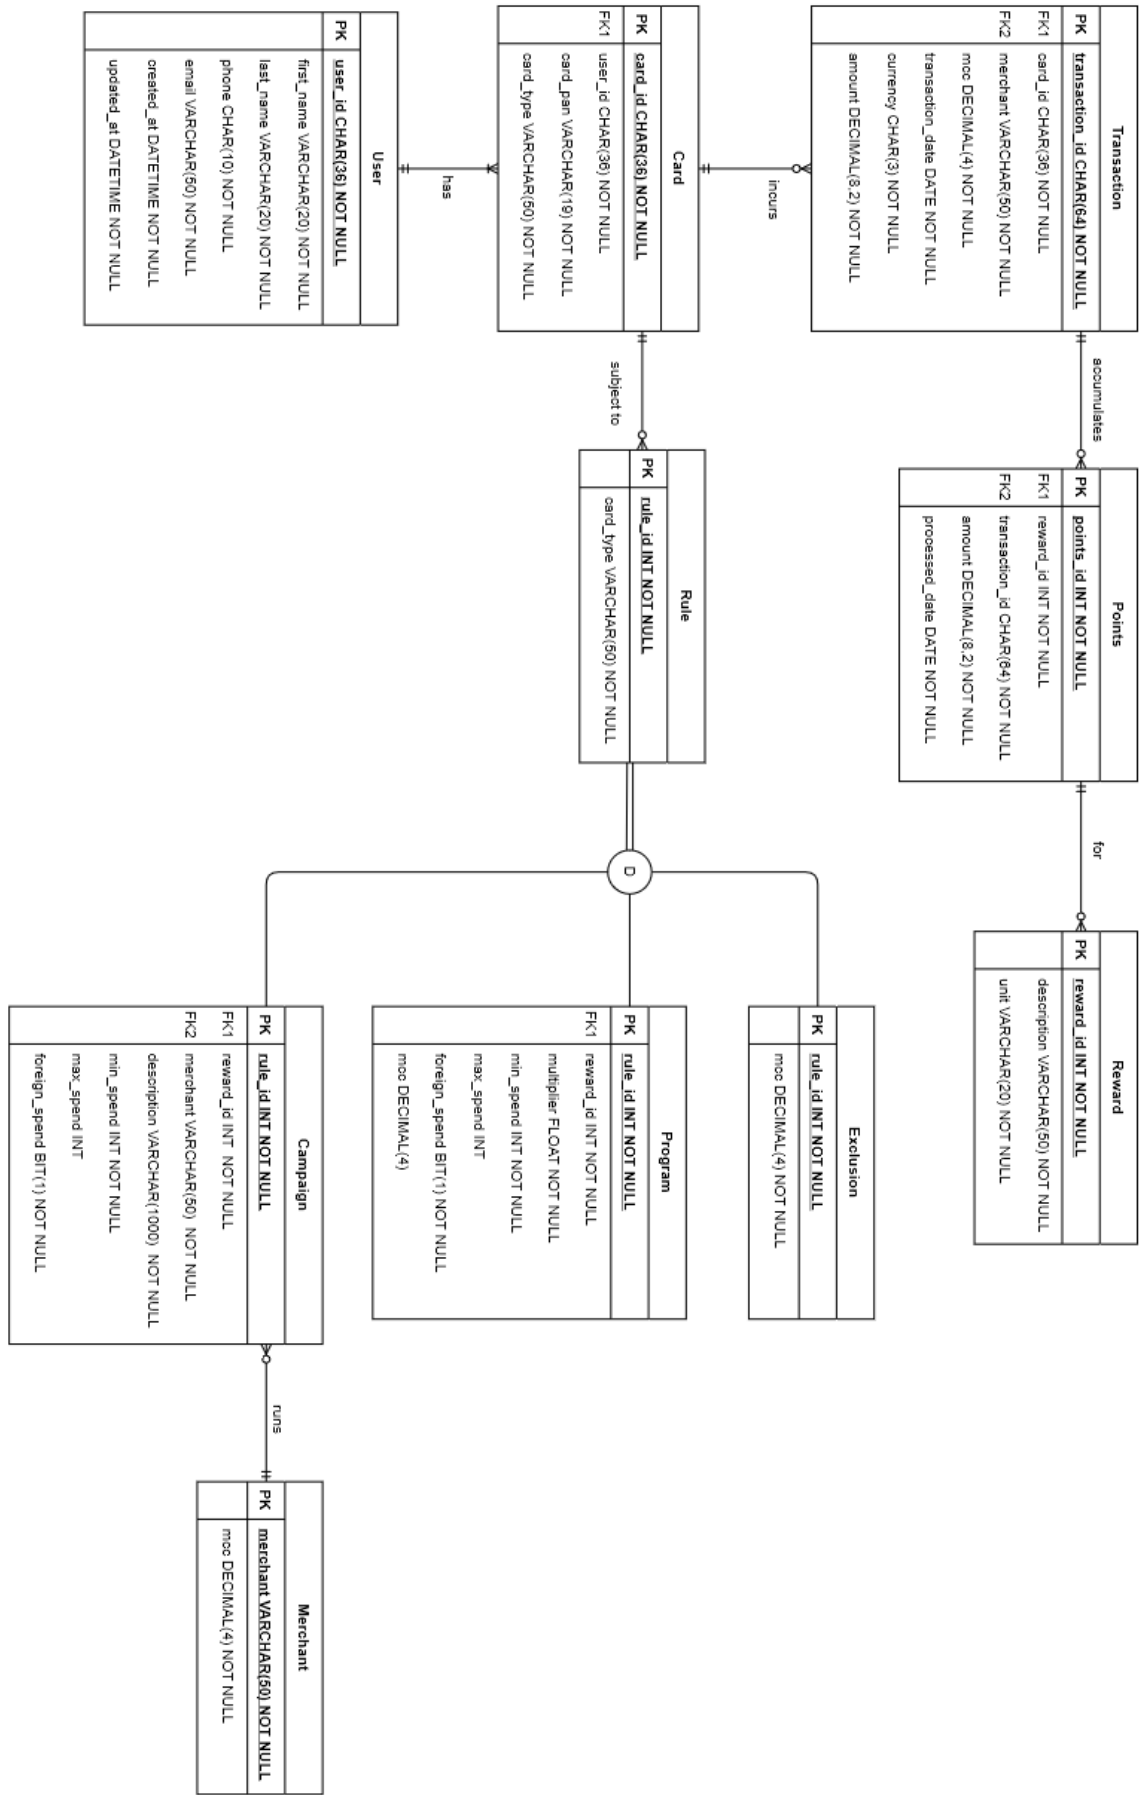 Transaction
PK transaction_id CHAR(64) NOT NULL
FK1 card_id CHAR(36) NOT NULL
FK2 merchant VARCHAR(50) NOT NULL
mcc DECIMAL(4) NOT NULL
transaction_date DATE NOT NULL
currency CHAR(3) NOT NULL
amount DECIMAL(8,2) NOT NULL
accumulates
Points
PK points_id INT NOT NULL
FK1 reward_id INT NOT NULL
FK2 transaction_id CHAR(64) NOT NULL
amount DECIMAL(8,2) NOT NULL
processed_date DATE NOT NULL
for
Reward
PK reward_id INT NOT NULL
description VARCHAR(50) NOT NULL
unit VARCHAR(20) NOT NULL
incurs
Card
PK card_id CHAR(36) NOT NULL
FK1 user_id CHAR(36) NOT NULL
card_pan VARCHAR(19) NOT NULL
card_type VARCHAR(50) NOT NULL
subject to
Rule
PK rule_id INT NOT NULL
card_type VARCHAR(50) NOT NULL
D
Exclusion
PK rule_id INT NOT NULL
mcc DECIMAL(4) NOT NULL
Program
PK rule_id INT NOT NULL
FK1 reward_id INT NOT NULL
multiplier FLOAT NOT NULL
min_spend INT NOT NULL
max_spend INT
foreign_spend BIT(1) NOT NULL
mcc DECIMAL(4)
has
User
PK user_id CHAR(36) NOT NULL
first_name VARCHAR(20) NOT NULL
last_name VARCHAR(20) NOT NULL
phone CHAR(10) NOT NULL
email VARCHAR(50) NOT NULL
created_at DATETIME NOT NULL
updated_at DATETIME NOT NULL
Campaign
PK rule_id INT NOT NULL
FK1 reward_id INT NOT NULL
FK2 merchant VARCHAR(50) NOT NULL
description VARCHAR(1000) NOT NULL
min_spend INT NOT NULL
max_spend INT
foreign_spend BIT(1) NOT NULL
runs
Merchant
PK merchant VARCHAR(50) NOT NULL
mcc DECIMAL(4) NOT NULL